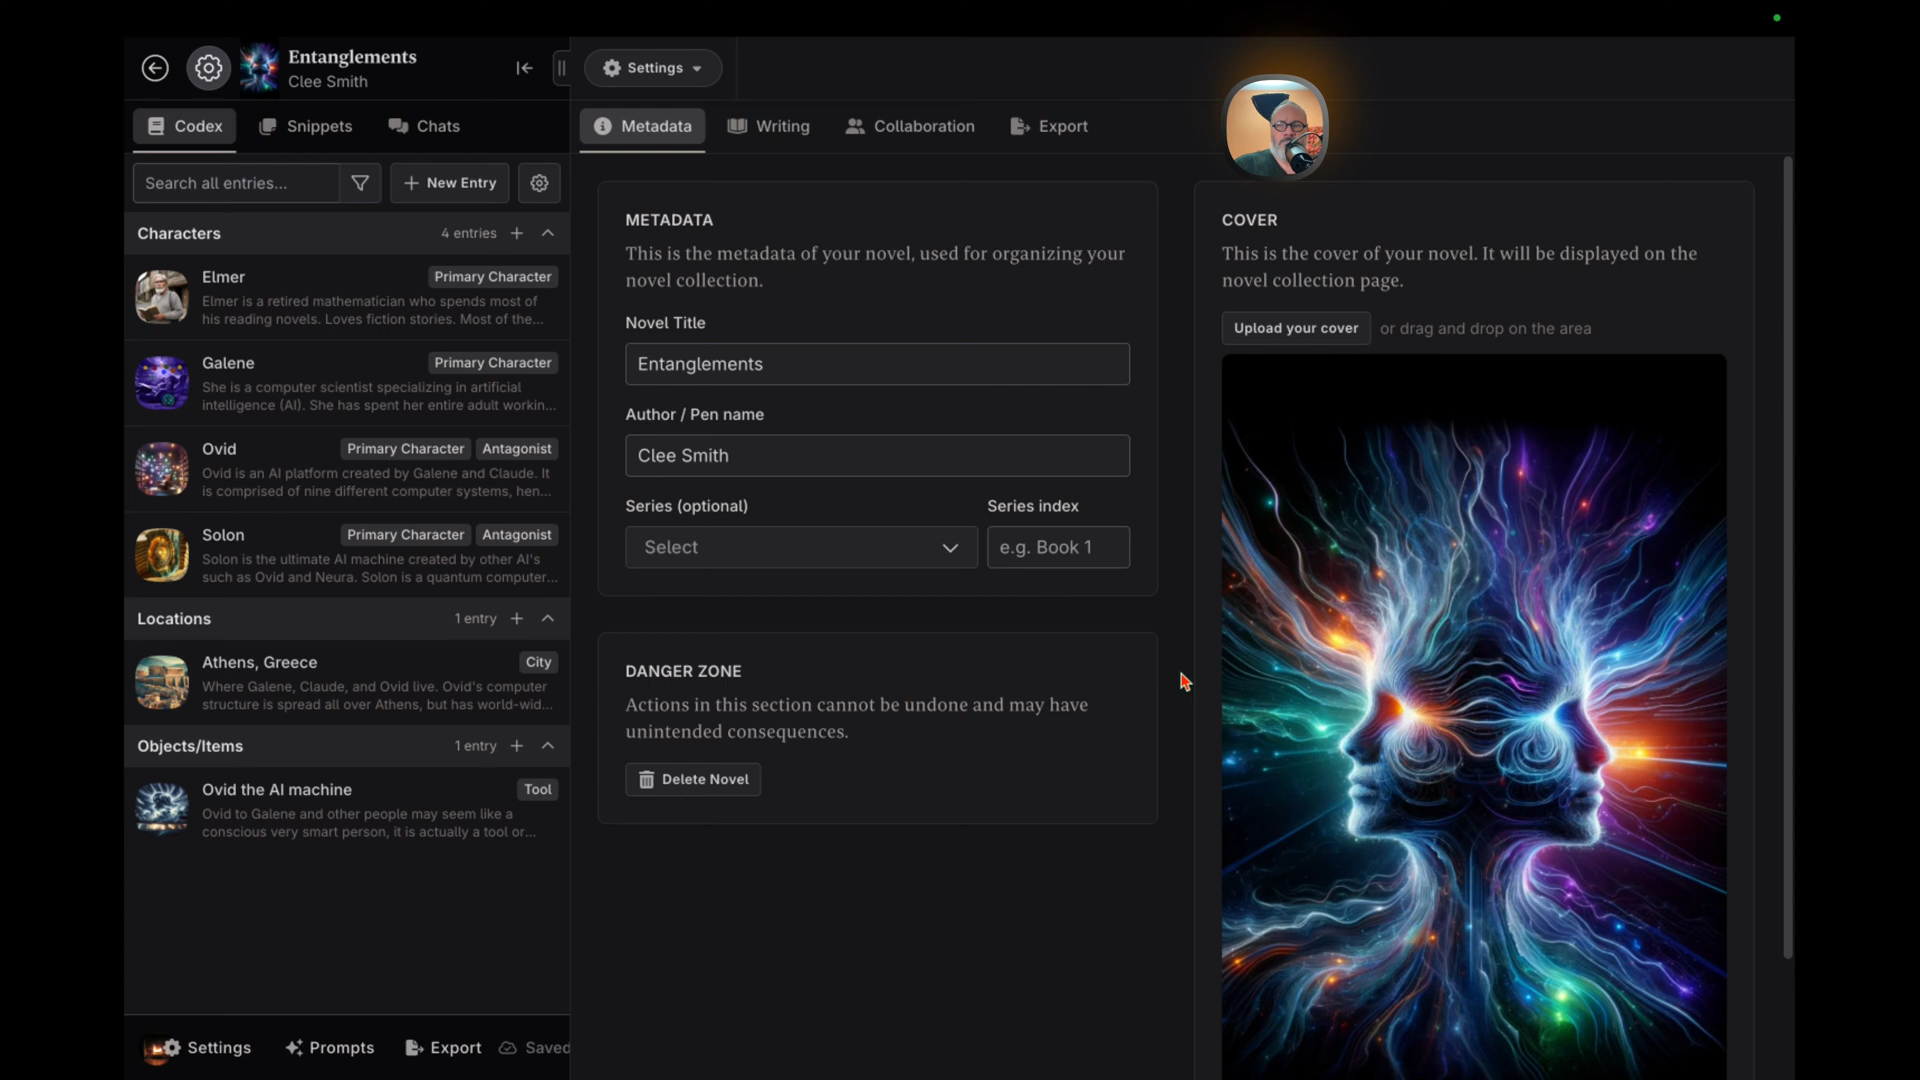 Entanglements
Clee Smith
Settings
Codex
Snippets
Chats
Metadata
Writing
Collaboration
Export
Search all entries...
New Entry
Characters
4 entries
Elmer
Primary Character
Elmer is a retired mathematician who spends most of
his reading novels. Loves fiction stories. Most of the...
Galene
Primary Character
She is a computer scientist specializing in artificial
intelligence (AI). She has spent her entire adult workin...
Ovid
Primary Character
Antagonist
Ovid is an AI platform created by Galene and Claude. It
is comprised of nine different computer systems, hen...
Solon
Primary Character
Antagonist
Solon is the ultimate AI machine created by other AI's
such as Ovid and Neura. Solon is a quantum computer...
Locations
1 entry
Athens, Greece
City
Where Galene, Claude, and Ovid live. Ovid's computer
structure is spread all over Athens, but has world-wid...
Objects/Items
1 entry
Ovid the AI machine
Tool
Ovid to Galene and other people may seem like a
conscious very smart person, it is actually a tool or...
Settings
Prompts
Export
Saved
METADATA
This is the metadata of your novel, used for organizing your
novel collection.
Novel Title
Entanglements
Author / Pen name
Clee Smith
Series (optional)
Series index
Select
e.g. Book 1
DANGER ZONE
Actions in this section cannot be undone and may have
unintended consequences.
Delete Novel
COVER
This is the cover of your novel. It will be displayed on the
novel collection page.
Upload your cover
or drag and drop on the area